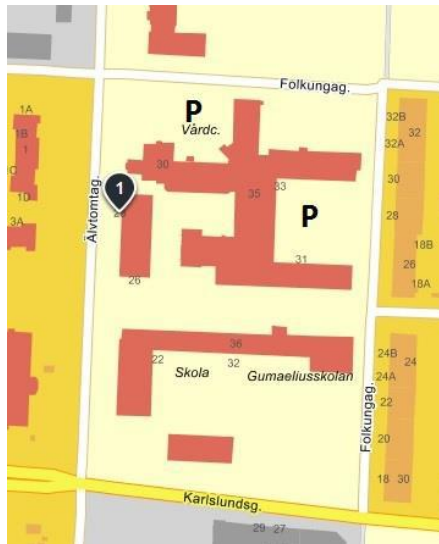 Folkungag.
P
Vårdc.
32B
32
32A
1A
1B
1
30
33
30
C
1D
35
1
28
P
28
3A
18B
31
26
26
18A
Älvtomtag.
36
24B
24
22
32
Skola
Gumaeliusskolan
24A
22
Folkungag.
20
18
30
Karlslundsg.
29
27